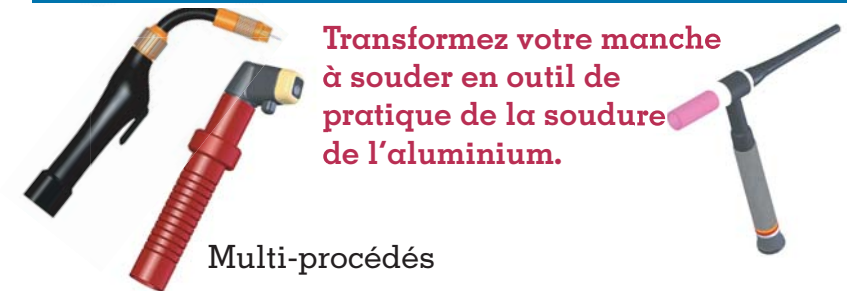 Transformez votre manche
à souder en outil de
pratique de la soudure
de l'aluminium.
Multi-procédés